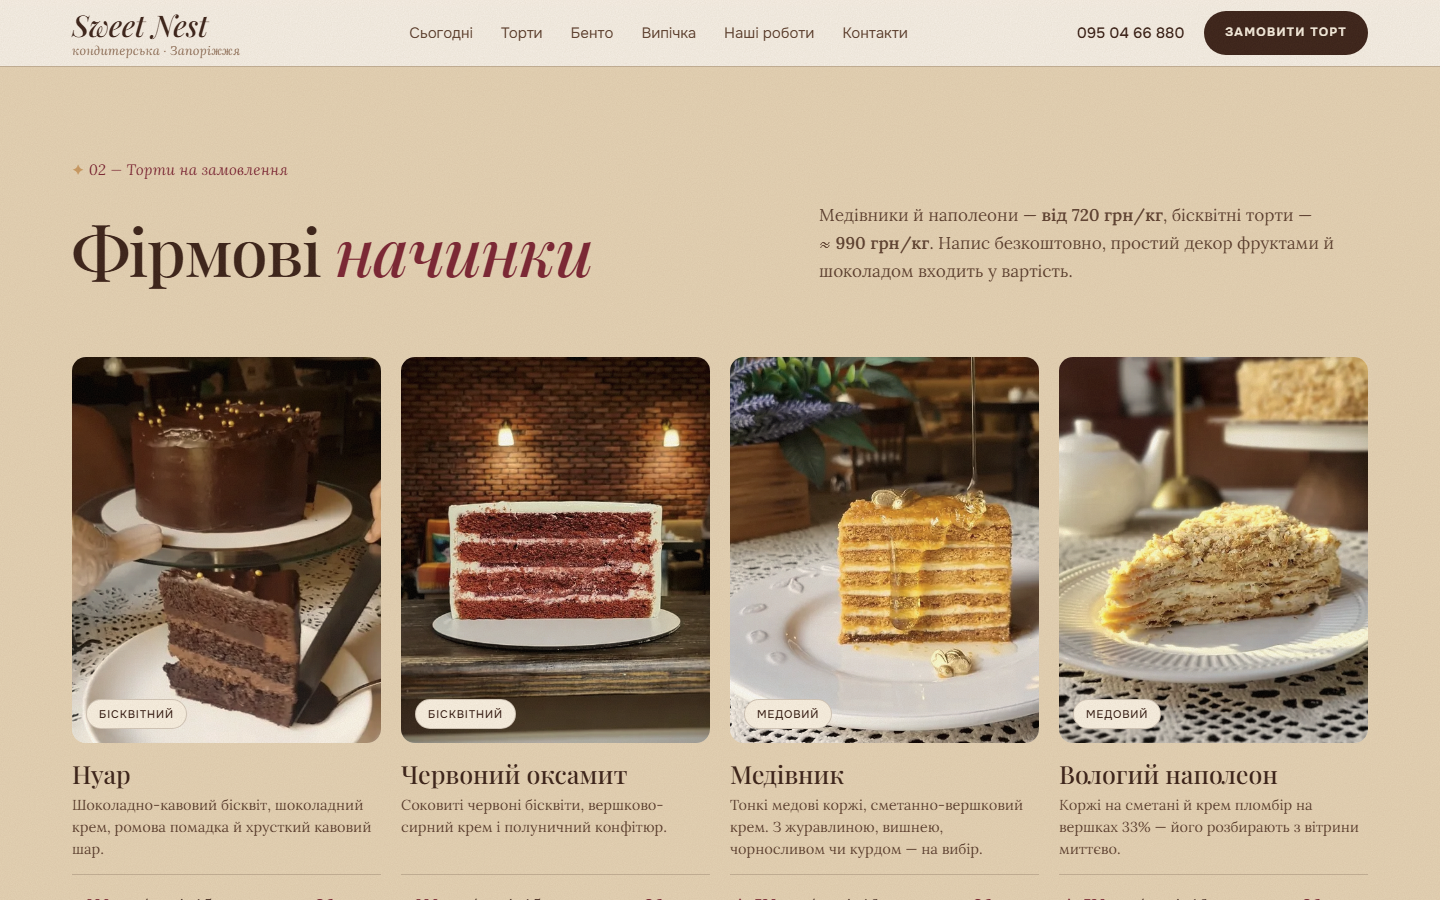 Sweet Nest
кондитерська · Запоріжжя
Сьогодні
Торти
Бенто
Випічка
Наші роботи
Контакти
095 04 66 880
ЗАМОВИТИ ТОРТ
✦ 02 — Торти на замовлення
Фірмові начинки
Медівники й наполеони — від 720 грн/кг, бісквітні торти —
≈ 990 грн/кг. Напис безкоштовно, простий декор фруктами й
шоколадом входить у вартість.
БІСКВІТНИЙ
БІСКВІТНИЙ
МЕДОВИЙ
МЕДОВИЙ
Нуар
Шоколадно-кавовий бісквіт, шоколадний
крем, ромова помадка й хрусткий кавовий
шар.
Червоний оксамит
Соковиті червоні бісквіти, вершково-
сирний крем і полуничний конфітюр.
Медівник
Тонкі медові коржі, сметанно-вершковий
крем. З журавлиною, вишнею,
чорносливом чи курдом — на вибір.
Вологий наполеон
Коржі на сметані й крем пломбір на
вершках 33% — його розбирають з вітрини
миттєво.